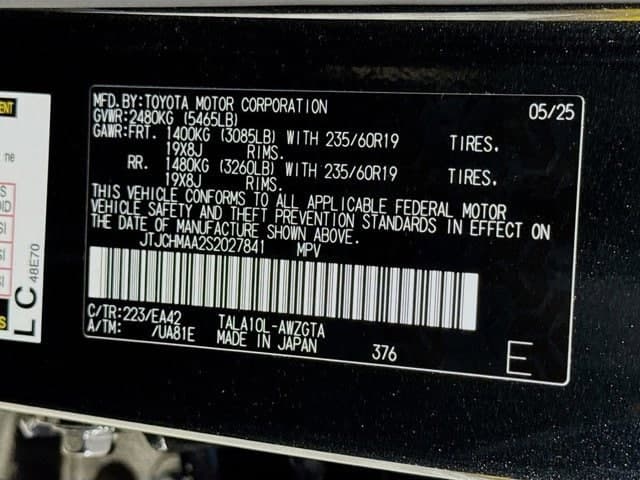 MFD. BY: TOYOTA MOTOR CORPORATION 05/25
GVWR: 2480KG (5465LB)
GAWR: FRT. 1400KG (3085LB) WITH 235/60R19 TIRES.
19X8J RIMS.
RR. 1480KG (3260LB) WITH 235/60R19 TIRES.
19X8J RIMS.
THIS VEHICLE CONFORMS TO ALL APPLICABLE FEDERAL MOTOR
VEHICLE SAFETY AND THEFT PREVENTION STANDARDS IN EFFECT ON
THE DATE OF MANUFACTURE SHOWN ABOVE.
JTJCHMAA2S2027841 MPV
C/TR: 223/EA42 TALA10L-AWZGTA
A/TM: /UA81E MADE IN JAPAN 376
E
LC
48E70